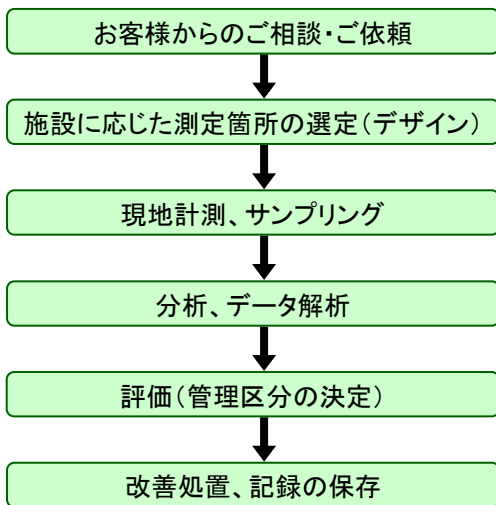 お客様からのご相談・ご依頼
施設に応じた測定箇所の選定(デザイン)
現地計測、サンプリング
分析、データ解析
評価(管理区分の決定)
改善処置、記録の保存